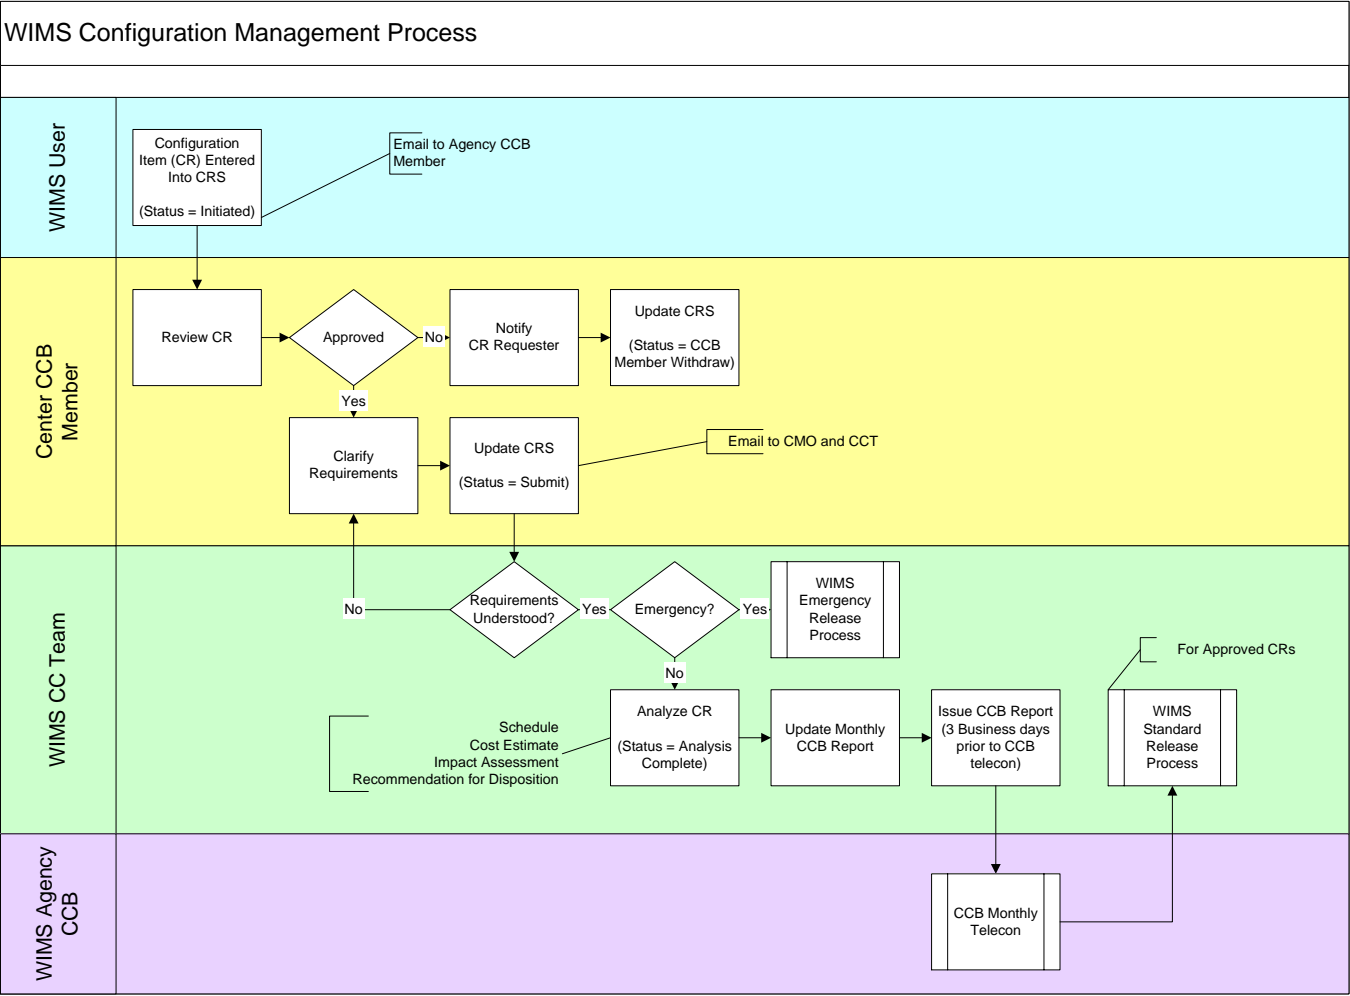 WIMS Configuration Management Process
WIMS User
Configuration
Item (CR) Entered
Into CRS
(Status = Initiated)
Email to Agency CCB
Member
Center CCB
Member
Review CR
Approved
No
Notify
CR Requester
Update CRS
(Status = CCB
Member Withdraw)
Yes
Clarify
Requirements
Update CRS
(Status = Submit)
Email to CMO and CCT
WIMS CC Team
No
Requirements
Understood?
Yes
Emergency?
Yes
WIMS
Emergency
Release
Process
No
For Approved CRs
Schedule
Cost Estimate
Impact Assessment
Recommendation for Disposition
Analyze CR
(Status = Analysis
Complete)
Update Monthly
CCB Report
Issue CCB Report
(3 Business days
prior to CCB
telecon)
WIMS
Standard
Release
Process
WIMS Agency
CCB
CCB Monthly
Telecon